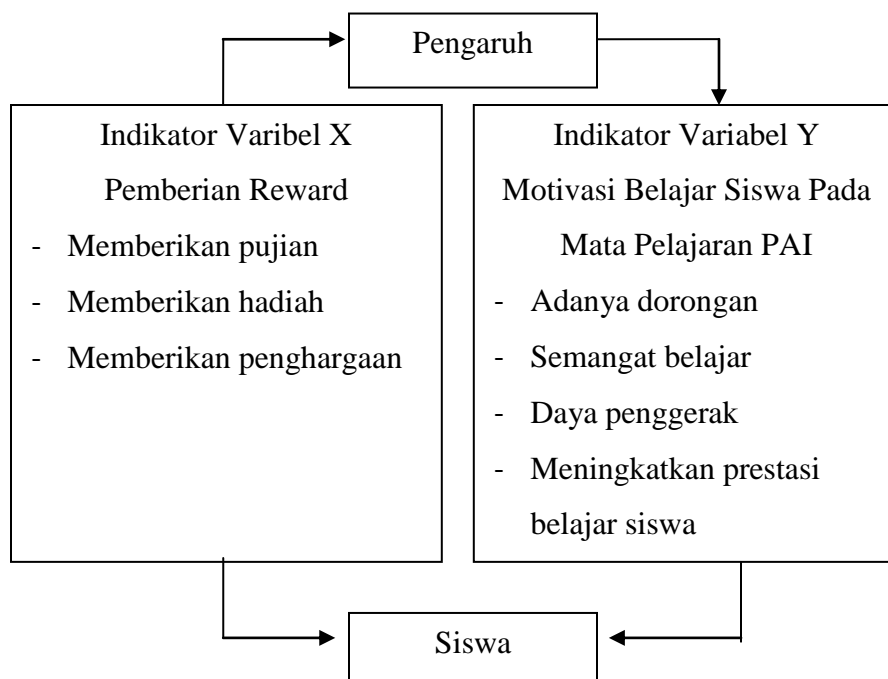 Pengaruh
Indikator Varibel X
Pemberian Reward
- Memberikan pujian
- Memberikan hadiah
- Memberikan penghargaan
Indikator Variabel Y
Motivasi Belajar Siswa Pada
Mata Pelajaran PAI
- Adanya dorongan
- Semangat belajar
- Daya penggerak
- Meningkatkan prestasi
belajar siswa
Siswa